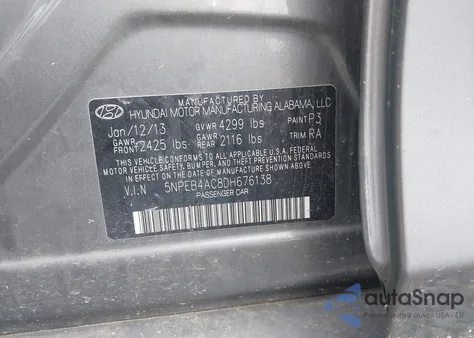 MANUFACTURED BY
HYUNDAI MOTOR MANUFACTURING ALABAMA, LLC
Jan/12/13 GVWR 4299 lbs PAINT P3
GAWR FRONT 2425 lbs GAWR REAR 2116 lbs TRIM RA
THIS VEHICLE CONFORMS TO ALL APPLICABLE FEDERAL
MOTOR VEHICLE SAFETY, BUMPER, AND THEFT PREVENTION
STANDARDS IN EFFECT ON THE DATE OF MANUFACTURE SHOWN ABOVE.
V.I.N 5NPEB4AC8DH676138
PASSENGER CAR
autoSnap